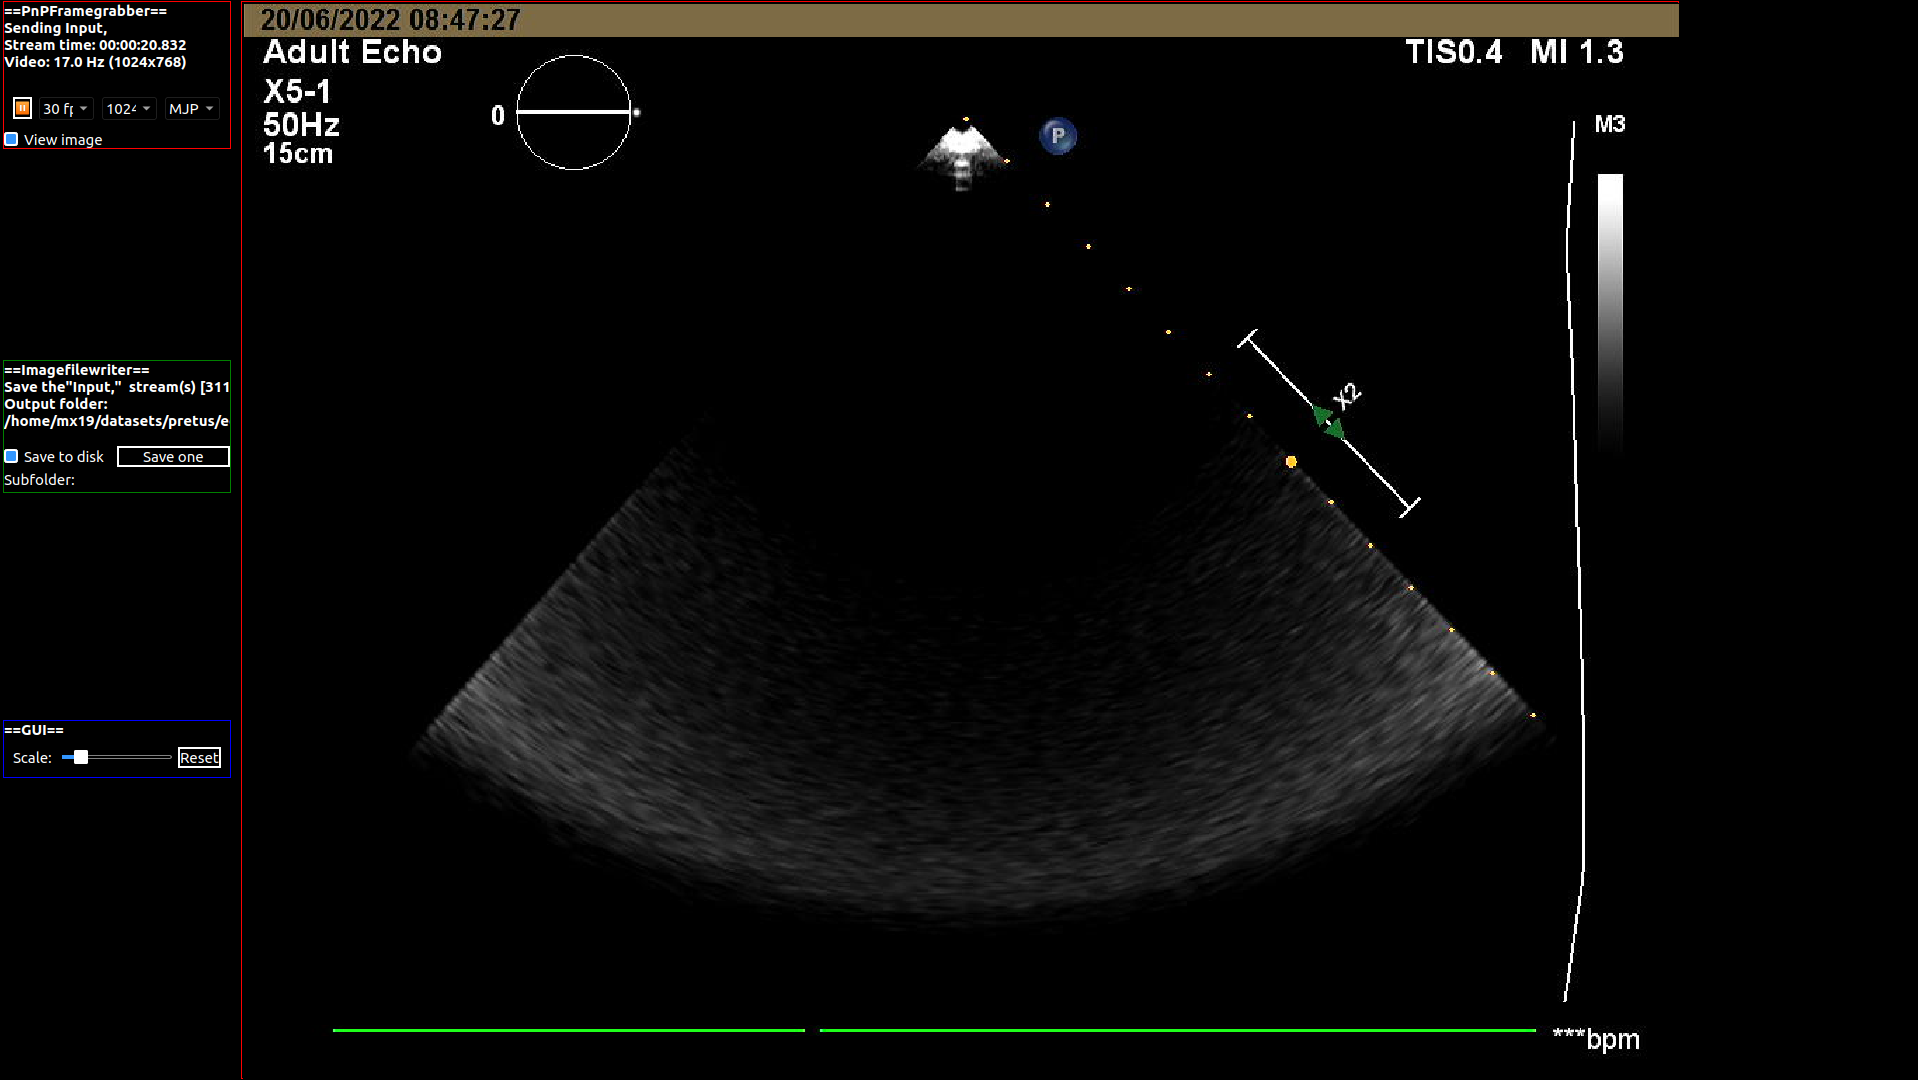 ==PnPFramegrabber==
Sending Input,
Stream time: 00:00:20.832
Video: 17.0 Hz (1024x768)
30 fp
1024
MJP
View image
==Imagefilewriter==
Save the"Input," stream(s) [311
Output folder:
/home/mx19/datasets/pretus/e
Save to disk
Save one
Subfolder:
==GUI==
Scale:
Reset
20/06/2022 08:47:27
Adult Echo
TIS0.4 MI 1.3
X5-1
50Hz
15cm
0
P
M3
X2
***bpm